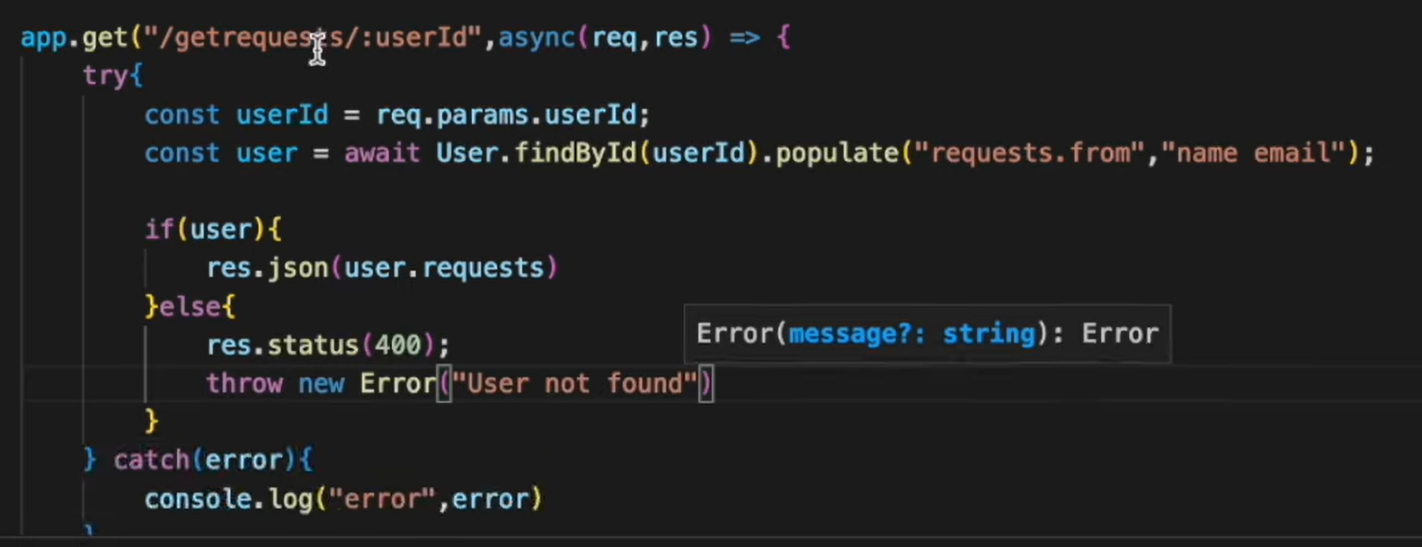 app.get("/getrequests/:userId",async(req,res) => {
try{
const userId = req.params.userId;
const user = await User.findById(userId).populate("requests.from","name email");
if(user){
res.json(user.requests)
}else{
res.status(400);
Error(message?: string): Error
throw new Error("User not found")
}
} catch(error){
console.log("error",error)
}